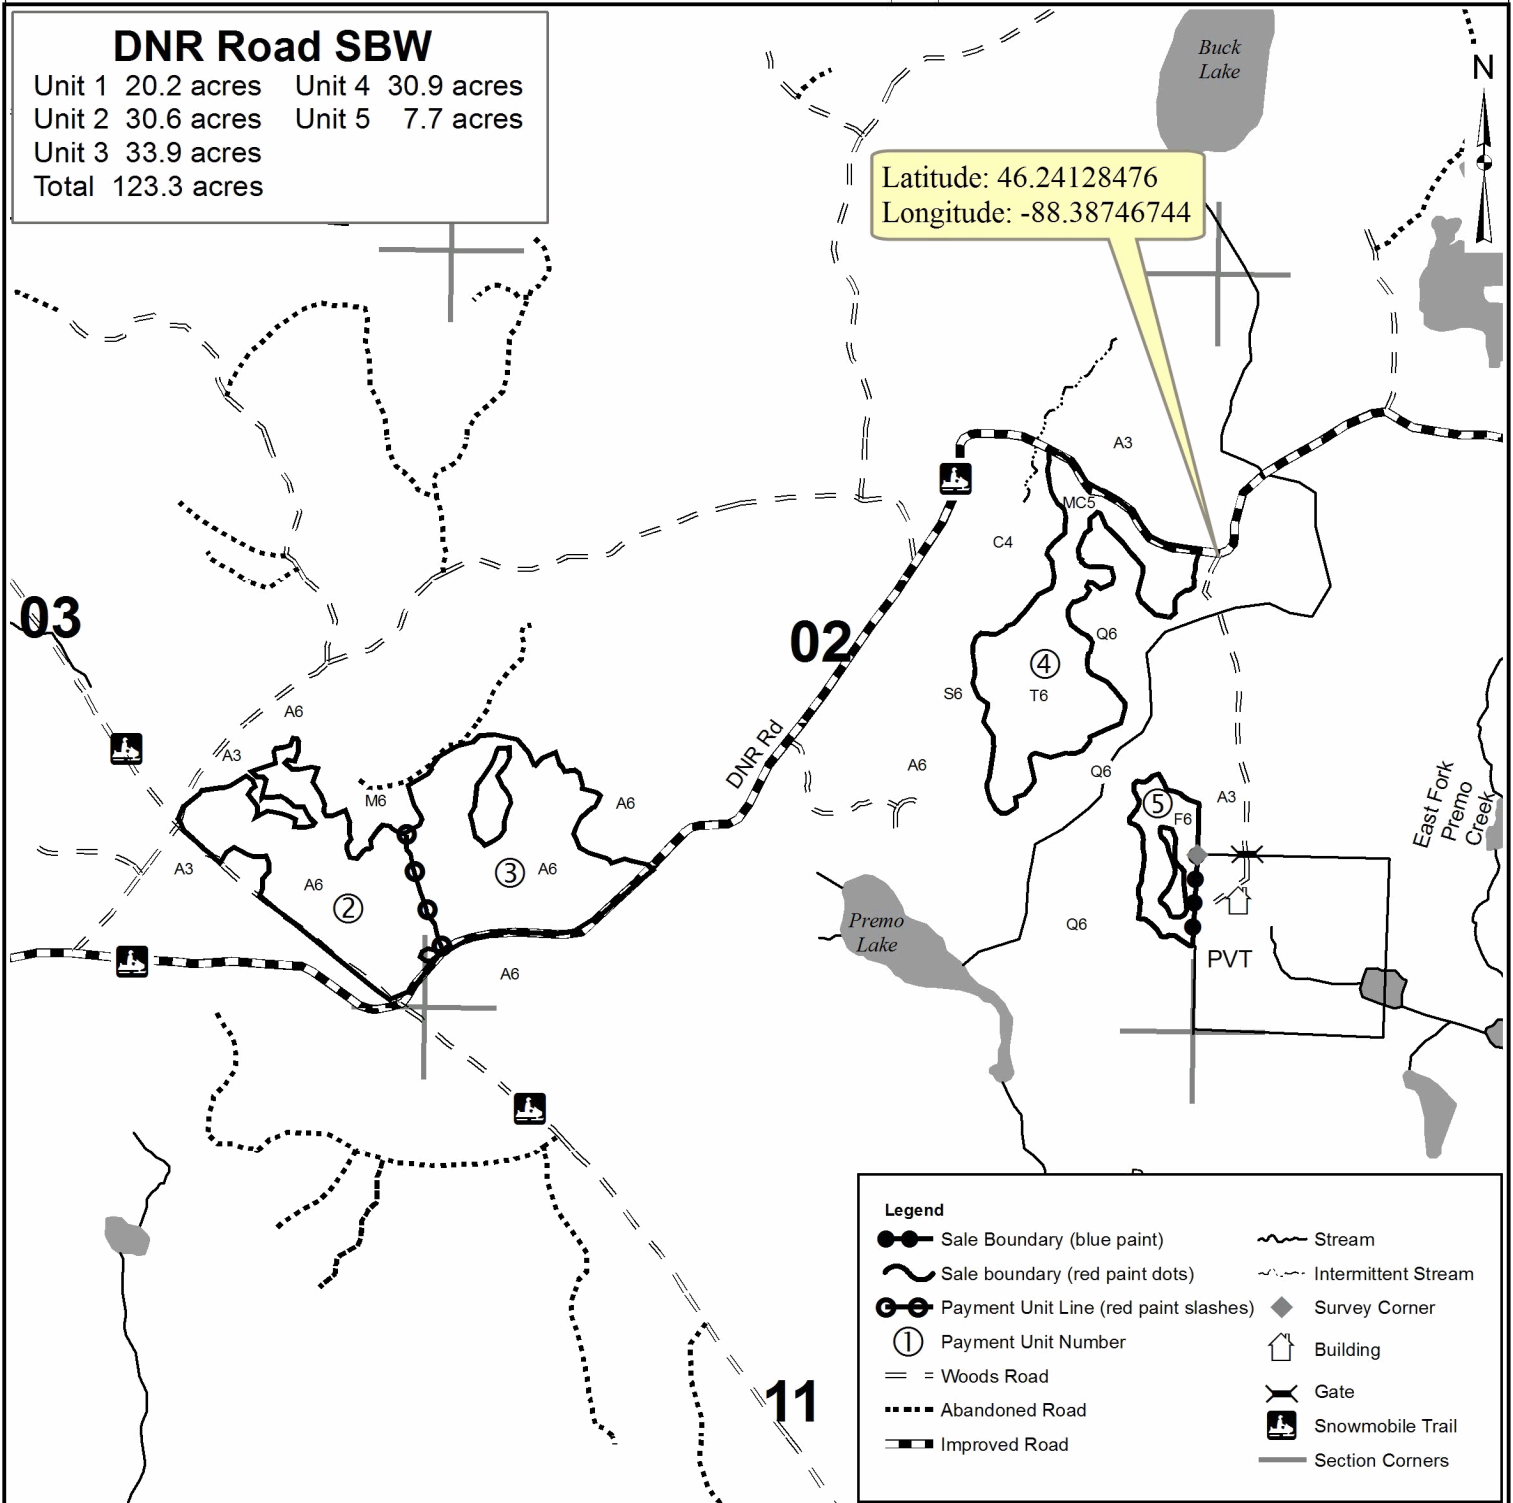 DNR Road SBW
Unit 1 20.2 acres Unit 4 30.9 acres
Unit 2 30.6 acres Unit 5 7.7 acres
Unit 3 33.9 acres
Total 123.3 acres
Buck
Lake
N
Latitude: 46.24128476
Longitude: -88.38746744
A3
MC5
C4
03
02
Q6
4
S6
T6
A6
A3
DNR Rd
A6
Q6
M6
A6
5
A3
F6
East Fork
Premo
Creek
A3
A6
3
A6
2
Premo
Lake
Q6
PVT
A6
11
Legend
Sale Boundary (blue paint)
Sale boundary (red paint dots)
Payment Unit Line (red paint slashes)
1 Payment Unit Number
Woods Road
Abandoned Road
Improved Road
Stream
Intermittent Stream
Survey Corner
Building
Gate
Snowmobile Trail
Section Corners